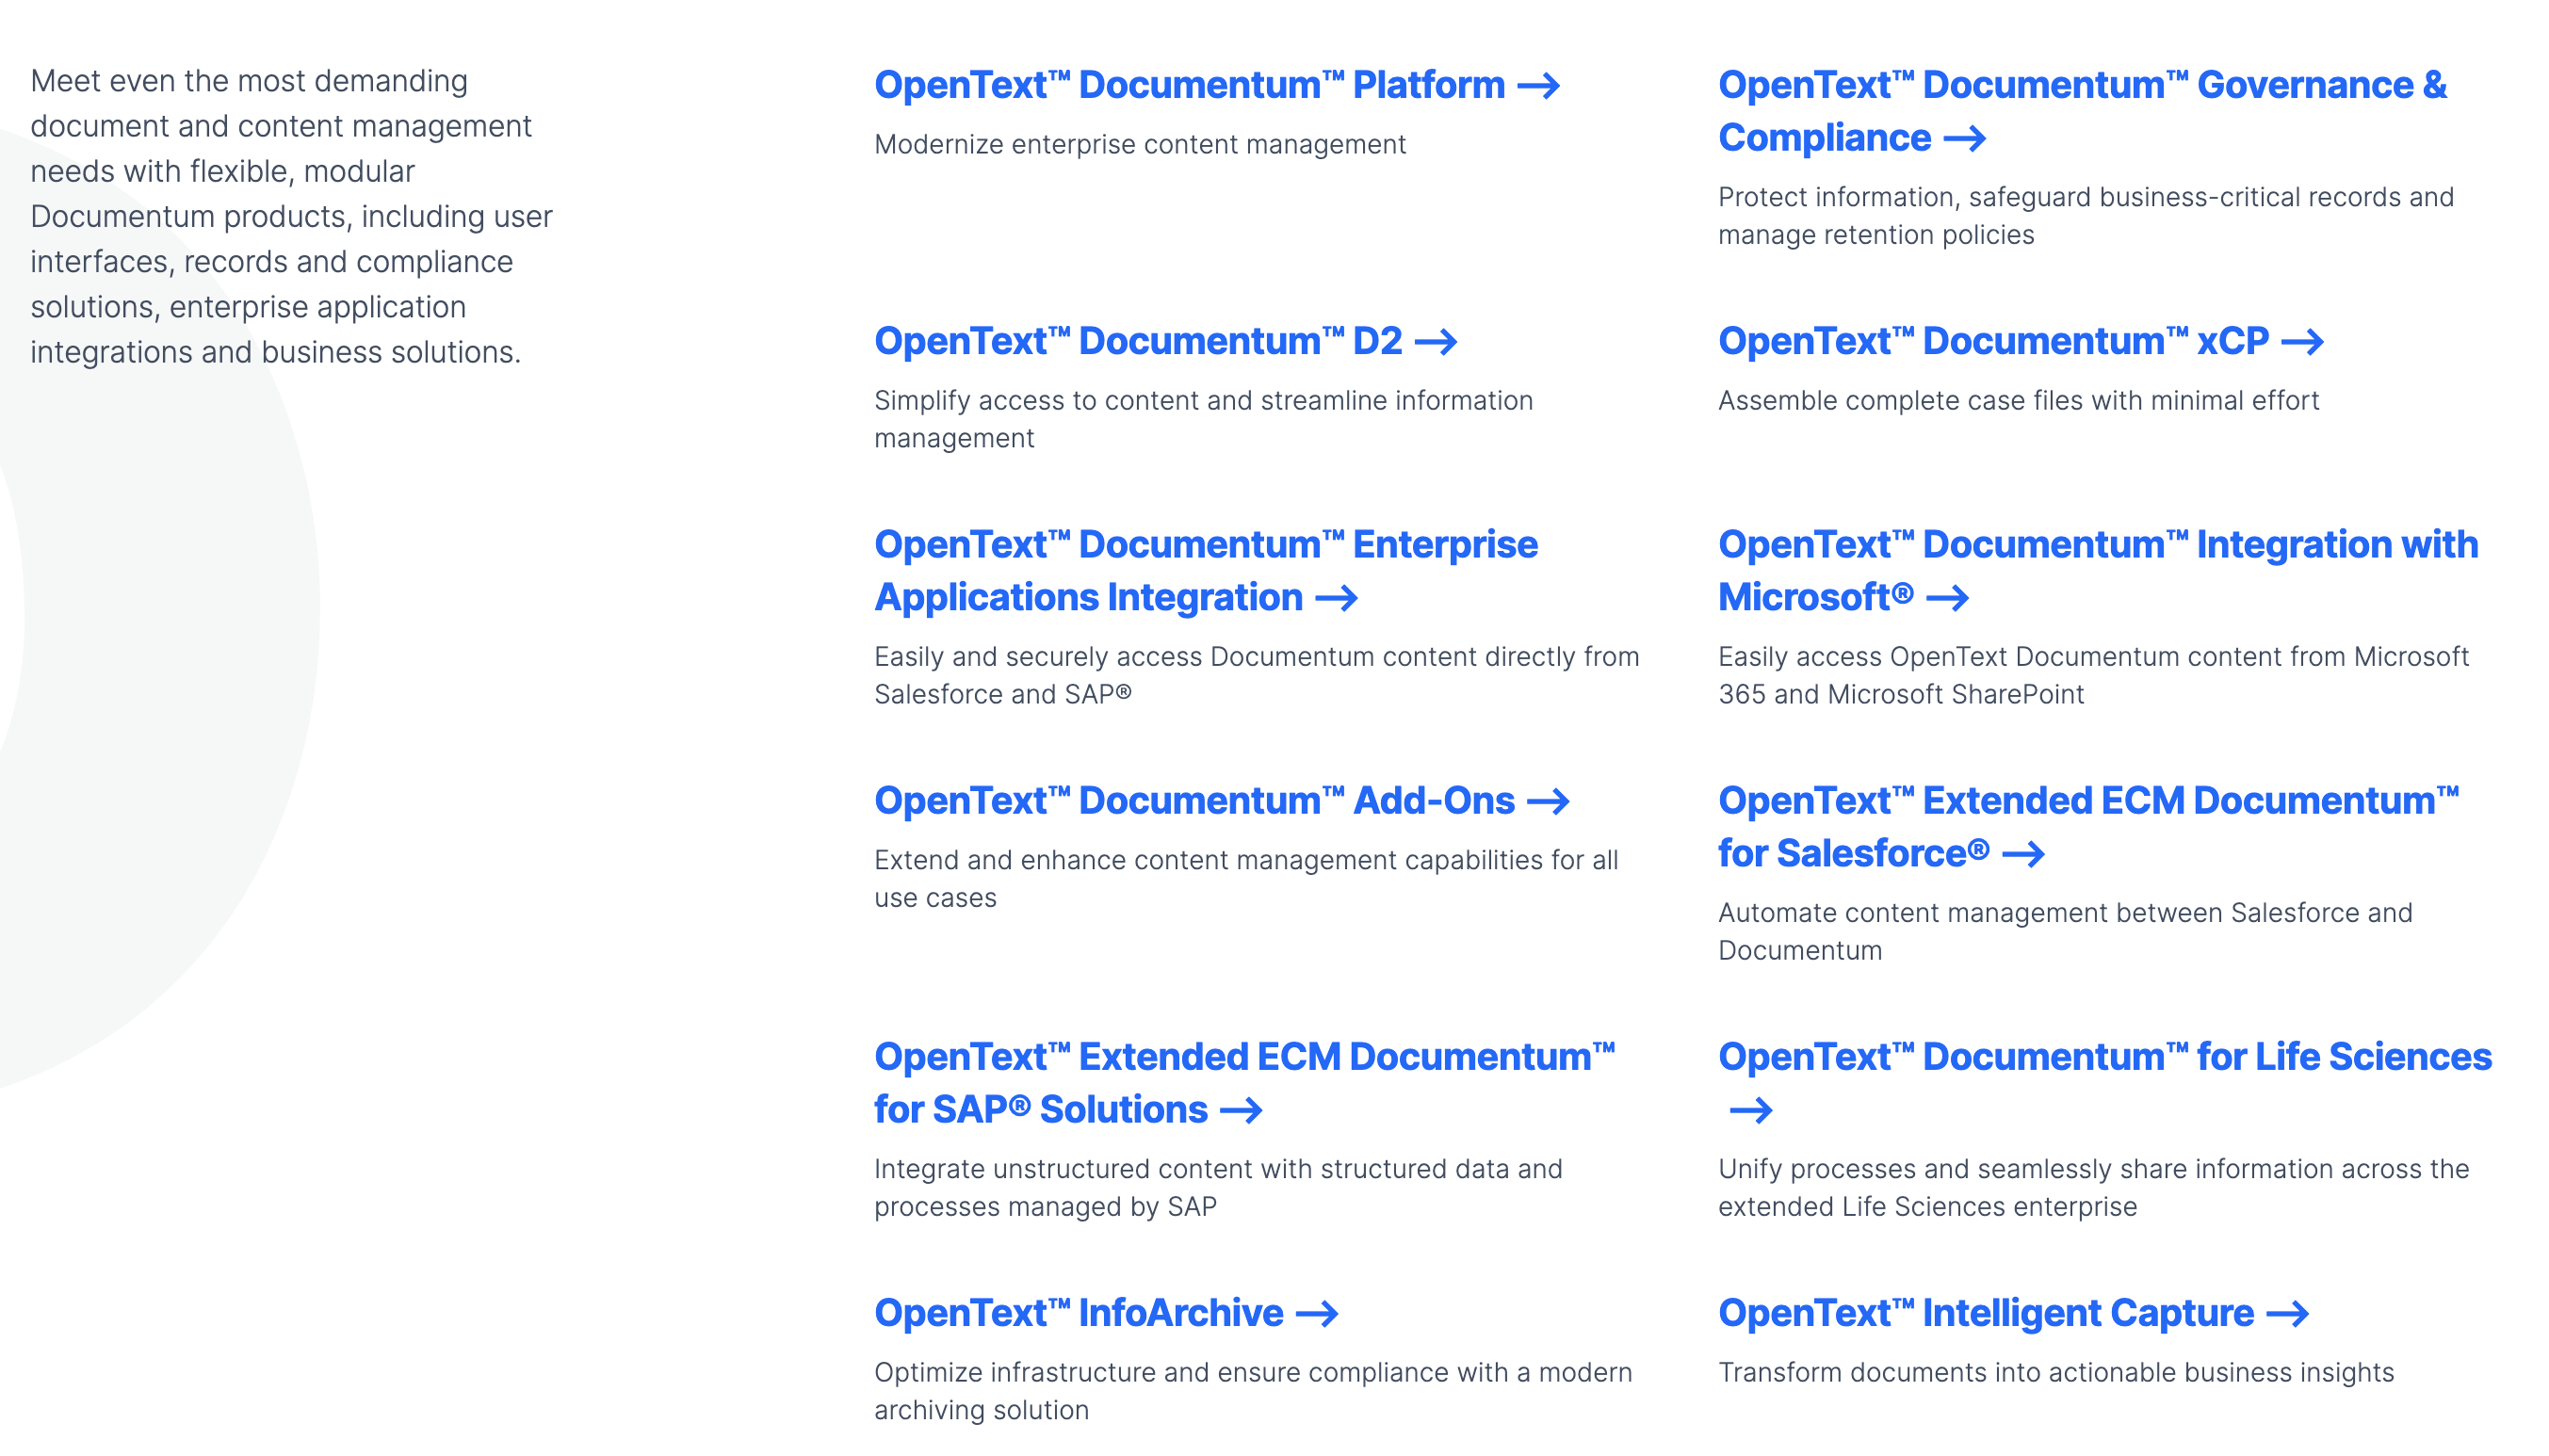 Meet even the most demanding
document and content management
needs with flexible, modular
Documentum products, including user
interfaces, records and compliance
solutions, enterprise application
integrations and business solutions.
OpenText™ Documentum™ Platform →
Modernize enterprise content management
OpenText™ Documentum™ Governance &
Compliance →
Protect information, safeguard business-critical records and
manage retention policies
OpenText™ Documentum™ D2 →
Simplify access to content and streamline information
management
OpenText™ Documentum™ xCP →
Assemble complete case files with minimal effort
OpenText™ Documentum™ Enterprise
Applications Integration →
Easily and securely access Documentum content directly from
Salesforce and SAP®
OpenText™ Documentum™ Integration with
Microsoft® →
Easily access OpenText Documentum content from Microsoft
365 and Microsoft SharePoint
OpenText™ Documentum™ Add-Ons →
Extend and enhance content management capabilities for all
use cases
OpenText™ Extended ECM Documentum™
for Salesforce® →
Automate content management between Salesforce and
Documentum
OpenText™ Extended ECM Documentum™
for SAP® Solutions →
Integrate unstructured content with structured data and
processes managed by SAP
OpenText™ Documentum™ for Life Sciences
→
Unify processes and seamlessly share information across the
extended Life Sciences enterprise
OpenText™ InfoArchive →
Optimize infrastructure and ensure compliance with a modern
archiving solution
OpenText™ Intelligent Capture →
Transform documents into actionable business insights